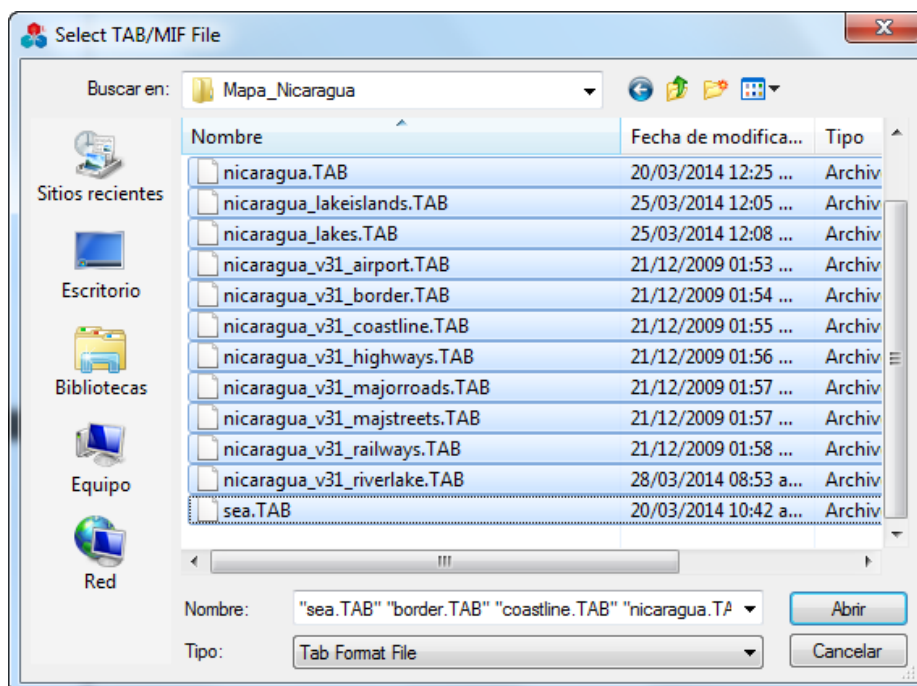 Select TAB/MIF File
Buscar en: Mapa_Nicaragua
Nombre Fecha de modifica... Tipo
nicaragua.TAB 20/03/2014 12:25 ... Archiv
nicaragua_lakeislands.TAB 25/03/2014 12:05 ... Archiv
nicaragua_lakes.TAB 25/03/2014 12:08 ... Archiv
nicaragua_v31_airport.TAB 21/12/2009 01:53 ... Archiv
nicaragua_v31_border.TAB 21/12/2009 01:54 ... Archiv
nicaragua_v31_coastline.TAB 21/12/2009 01:55 ... Archiv
nicaragua_v31_highways.TAB 21/12/2009 01:56 ... Archiv
nicaragua_v31_majorroads.TAB 21/12/2009 01:57 ... Archiv
nicaragua_v31_majstreets.TAB 21/12/2009 01:57 ... Archiv
nicaragua_v31_railways.TAB 21/12/2009 01:58 ... Archiv
nicaragua_v31_riverlake.TAB 28/03/2014 08:53 a... Archiv
sea.TAB 20/03/2014 10:42 a... Archiv
Sitios recientes
Escritorio
Bibliotecas
Equipo
Red
Nombre: "sea.TAB" "border.TAB" "coastline.TAB" "nicaragua.TA Abrir
Tipo: Tab Format File Cancelar